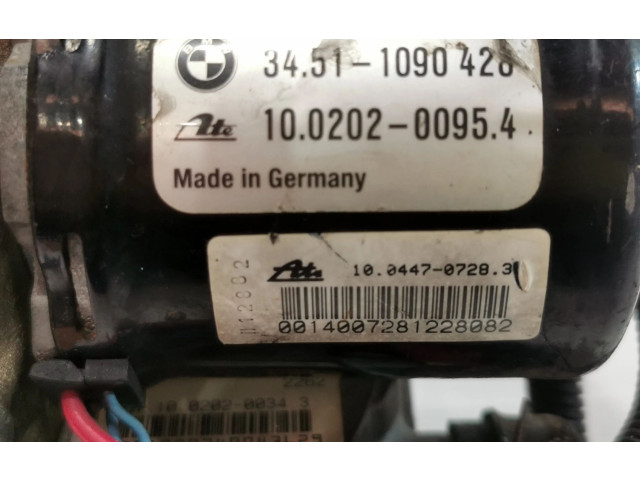 34.51-1090 428
Ate 10.0202-0095.4
Made in Germany
Ate 10.0447-0728.3
0014007281228082
10.0202-0034 3